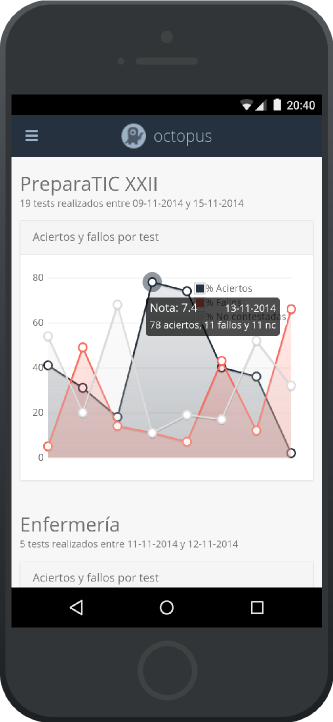 20:40
octopus
PreparaTIC XXII
19 tests realizados entre 09-11-2014 y 15-11-2014
Aciertos y fallos por test
80
60
40
20
0
% Aciertos
% Fallos
% No contestadas
Nota: 7.4 13-11-2014
78 aciertos, 11 fallos y 11 nc
Enfermería
5 tests realizados entre 11-11-2014 y 12-11-2014
Aciertos y fallos por test